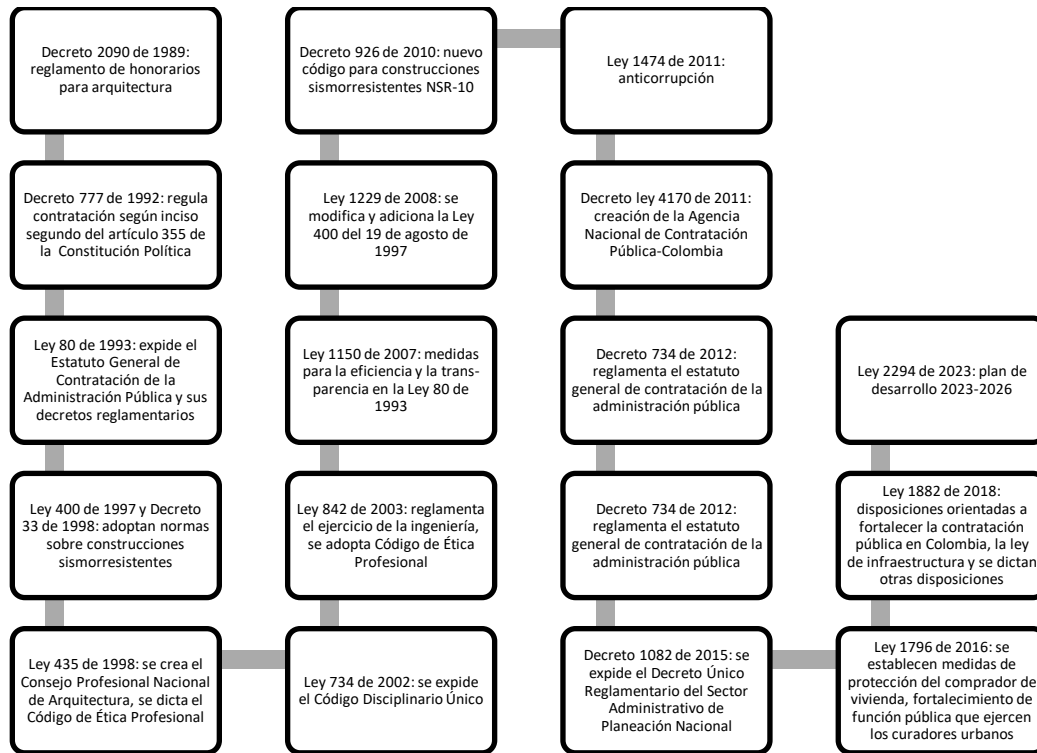 Decreto 2090 de 1989:
reglamento de honorarios
para arquitectura
Decreto 777 de 1992: regula
contratación según inciso
segundo del artículo 355 de
la Constitución Política
Ley 80 de 1993: expide el
Estatuto General de
Contratación de la
Administración Pública y sus
decretos reglamentarios
Ley 400 de 1997 y Decreto
33 de 1998: adoptan normas
sobre construcciones
sismorresistentes
Ley 435 de 1998: se crea el
Consejo Profesional Nacional
de Arquitectura, se dicta el
Código de Ética Profesional
Ley 734 de 2002: se expide
el Código Disciplinario Único
Ley 842 de 2003: reglamenta
el ejercicio de la ingeniería,
se adopta Código de Ética
Profesional
Ley 1150 de 2007: medidas
para la eficiencia y la trans-
parencia en la Ley 80 de
1993
Ley 1229 de 2008: se
modifica y adiciona la Ley
400 del 19 de agosto de
1997
Decreto 926 de 2010: nuevo
código para construcciones
sismorresistentes NSR-10
Ley 1474 de 2011:
anticorrupción
Decreto ley 4170 de 2011:
creación de la Agencia
Nacional de Contratación
Pública-Colombia
Decreto 734 de 2012:
reglamenta el estatuto
general de contratación de la
administración pública
Decreto 734 de 2012:
reglamenta el estatuto
general de contratación de la
administración pública
Decreto 1082 de 2015: se
expide el Decreto Único
Reglamentario del Sector
Administrativo de
Planeación Nacional
Ley 1796 de 2016: se
establecen medidas de
protección del comprador de
vivienda, fortalecimiento de
función pública que ejercen
los curadores urbanos
Ley 1882 de 2018:
disposiciones orientadas a
fortalecer la contratación
pública en Colombia, la ley
de infraestructura y se dictan
otras disposiciones
Ley 2294 de 2023: plan de
desarrollo 2023-2026